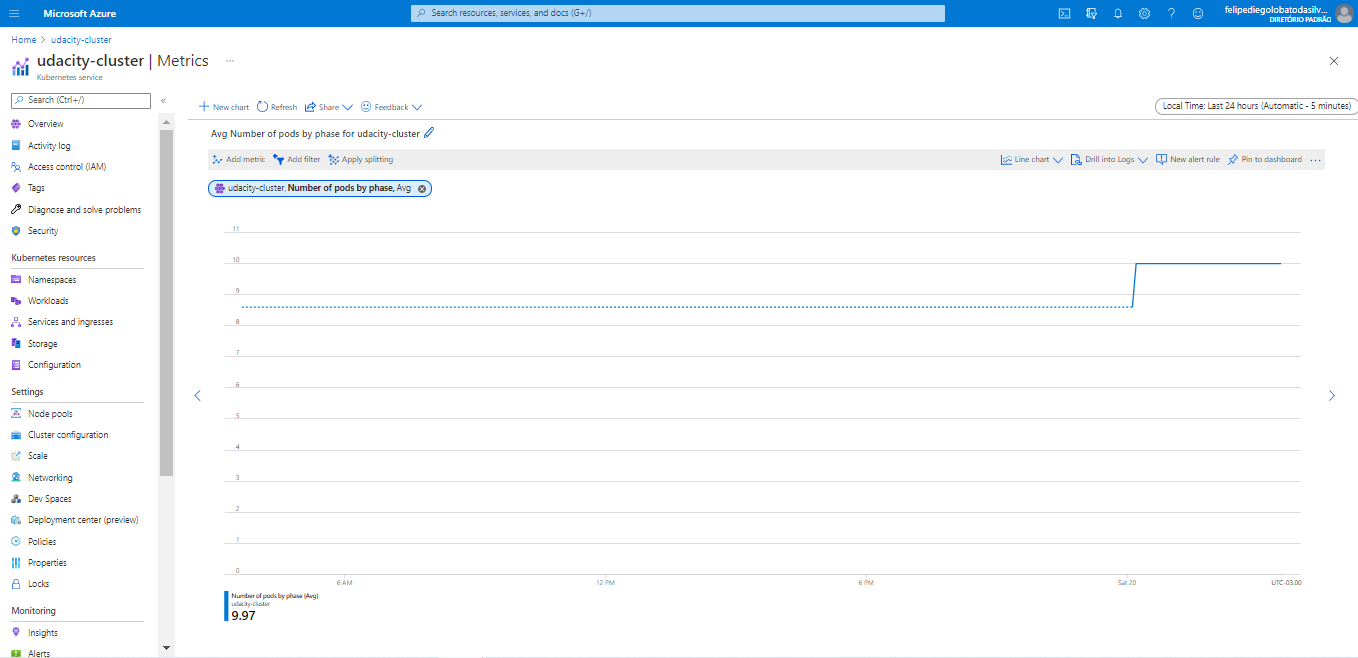 Microsoft Azure
Search resources, services, and docs (G+/)
felipediegolobatodasilv...
DIRETÓRIO PADRÃO
Home > udacity-cluster
udacity-cluster | Metrics ...
Kubernetes service
Search (Ctrl+/)
«
Overview
Activity log
Access control (IAM)
Tags
Diagnose and solve problems
Security
Kubernetes resources
Namespaces
Workloads
Services and ingresses
Storage
Configuration
Settings
Node pools
Cluster configuration
Scale
Networking
Dev Spaces
Deployment center (preview)
Policies
Properties
Locks
Monitoring
Insights
Alerts
New chart Refresh Share Feedback
Local Time: Last 24 hours (Automatic - 5 minutes)
Avg Number of pods by phase for udacity-cluster
Add metric Add filter Apply splitting
Line chart Drill into Logs New alert rule Pin to dashboard ...
udacity-cluster, Number of pods by phase, Avg
11
10
9
8
7
6
5
4
3
2
1
0
6 AM 12 PM 6 PM Sat 20 UTC-03:00
Number of pods by phase (Avg)
udacity-cluster
9.97